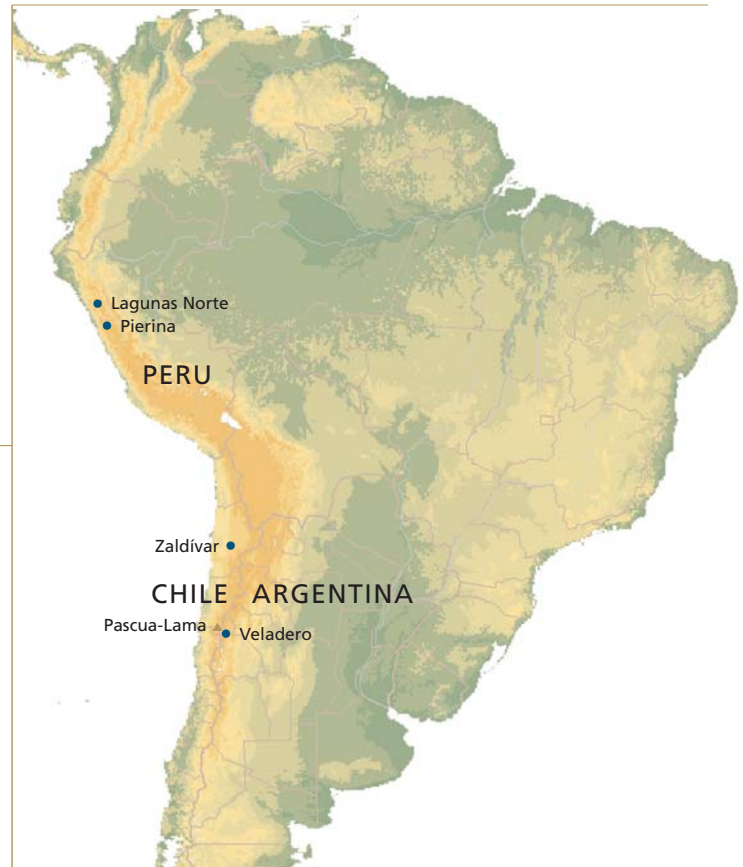 Lagunas Norte
Pierina
PERU
Zaldívar
CHILE ARGENTINA
Pascua-Lama
Veladero